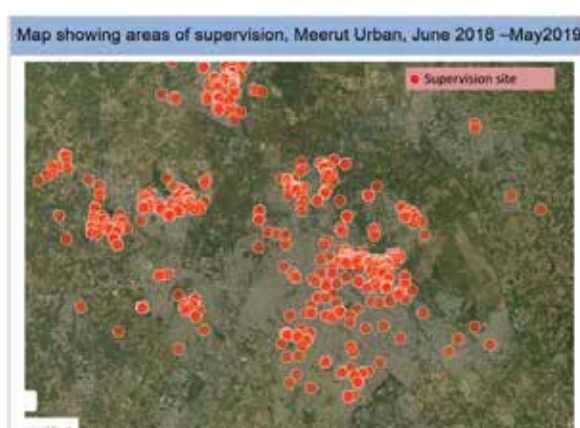 Map showing areas of supervision, Meerut Urban, June 2018 –May2019
Supervision site